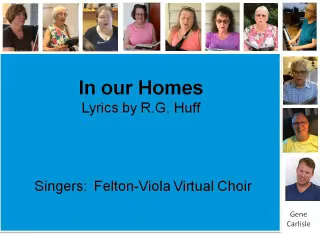 In our Homes
Lyrics by R.G. Huff
Singers: Felton-Viola Virtual Choir
Gene
Carlisle